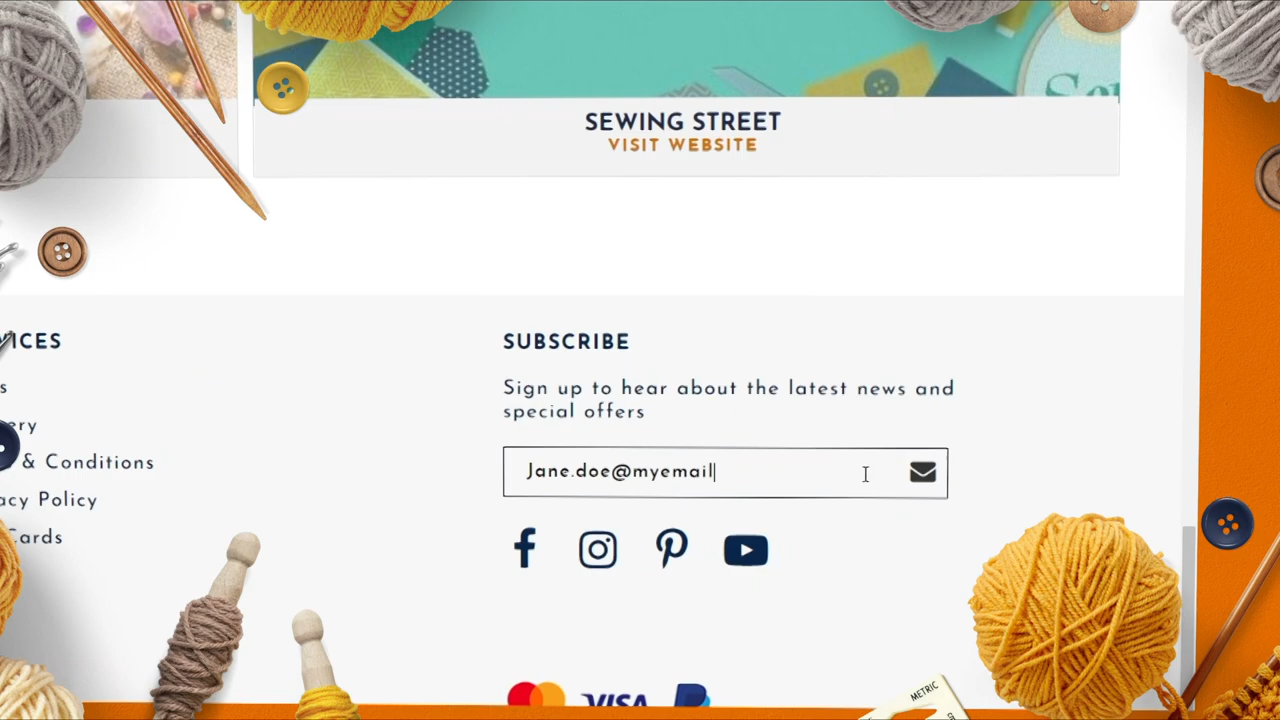 SEWING STREET
VISIT WEBSITE
SUBSCRIBE
Sign up to hear about the latest news and
special offers
Jane.doe@myemail
& Conditions
VISA
METRIC